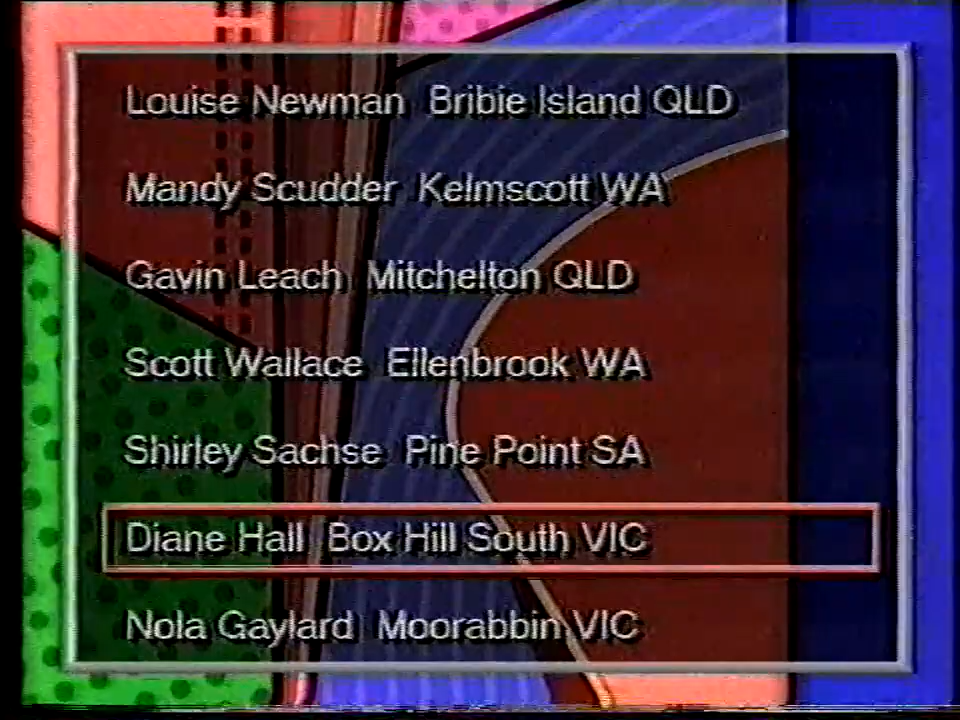 Louise Newman Bribie Island QLD
Mandy Scudder Kelmscott WA
Gavin Leach Mitchelton QLD
Scott Wallace Ellenbrook WA
Shirley Sachse Pine Point SA
Diane Hall Box Hill South VIC
Nola Gaylard Moorabbin VIC